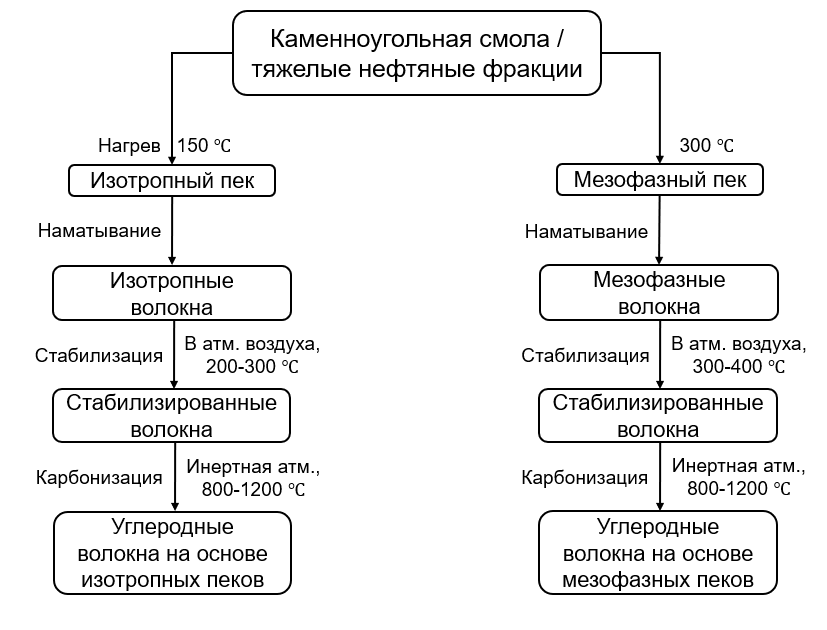 Каменноугольная смола /
тяжелые нефтяные фракции
Нагрев 150 °C
Изотропный пек
Наматывание
Изотропные
волокна
Стабилизация
В атм. воздуха,
200-300 °C
Стабилизированные
волокна
Карбонизация
Инертная атм.,
800-1200 °C
Углеродные
волокна на основе
изотропных пеков
300 °C
Мезофазный пек
Наматывание
Мезофазные
волокна
Стабилизация
В атм. воздуха,
300-400 °C
Стабилизированные
волокна
Карбонизация
Инертная атм.,
800-1200 °C
Углеродные
волокна на основе
мезофазных пеков